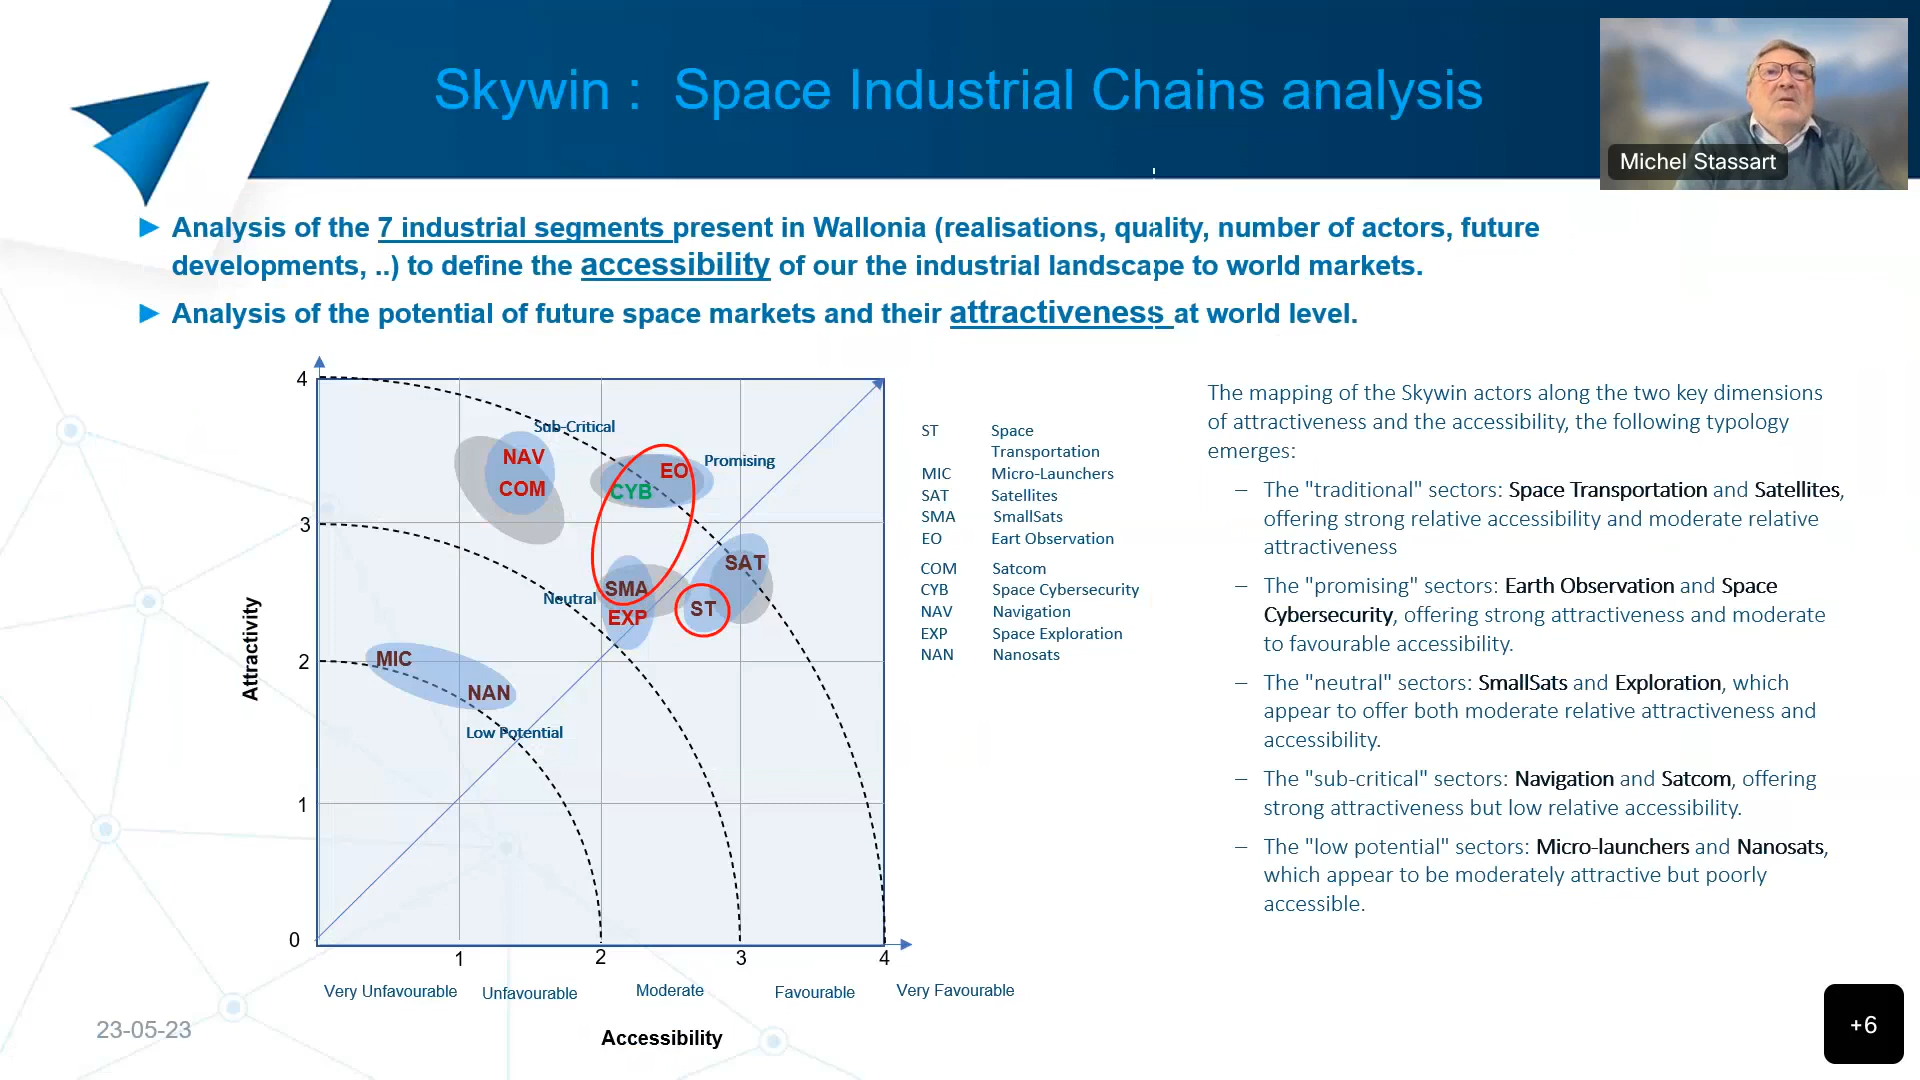 Skywin : Space Industrial Chains analysis
Michel Stassart
► Analysis of the 7 industrial segments present in Wallonia (realisations, quality, number of actors, future
developments, ..) to define the accessibility of our the industrial landscape to world markets.
► Analysis of the potential of future space markets and their attractiveness at world level.
4
3
2
1
0
Attractivity
Sub-Critical
NAV
COM
EO
CYB
Promising
SAT
SMA
Neutral
ST
EXP
MIC
NAN
Low Potential
1
2
3
4
Very Unfavourable
Unfavourable
Moderate
Favourable
Very Favourable
Accessibility
ST Space
Transportation
MIC Micro-Launchers
SAT Satellites
SMA SmallSats
EO Eart Observation
COM Satcom
CYB Space Cybersecurity
NAV Navigation
EXP Space Exploration
NAN Nanosats
The mapping of the Skywin actors along the two key dimensions
of attractiveness and the accessibility, the following typology
emerges:
– The "traditional" sectors: Space Transportation and Satellites,
offering strong relative accessibility and moderate relative
attractiveness
– The "promising" sectors: Earth Observation and Space
Cybersecurity, offering strong attractiveness and moderate
to favourable accessibility.
– The "neutral" sectors: SmallSats and Exploration, which
appear to offer both moderate relative attractiveness and
accessibility.
– The "sub-critical" sectors: Navigation and Satcom, offering
strong attractiveness but low relative accessibility.
– The "low potential" sectors: Micro-launchers and Nanosats,
which appear to be moderately attractive but poorly
accessible.
23-05-23
+6